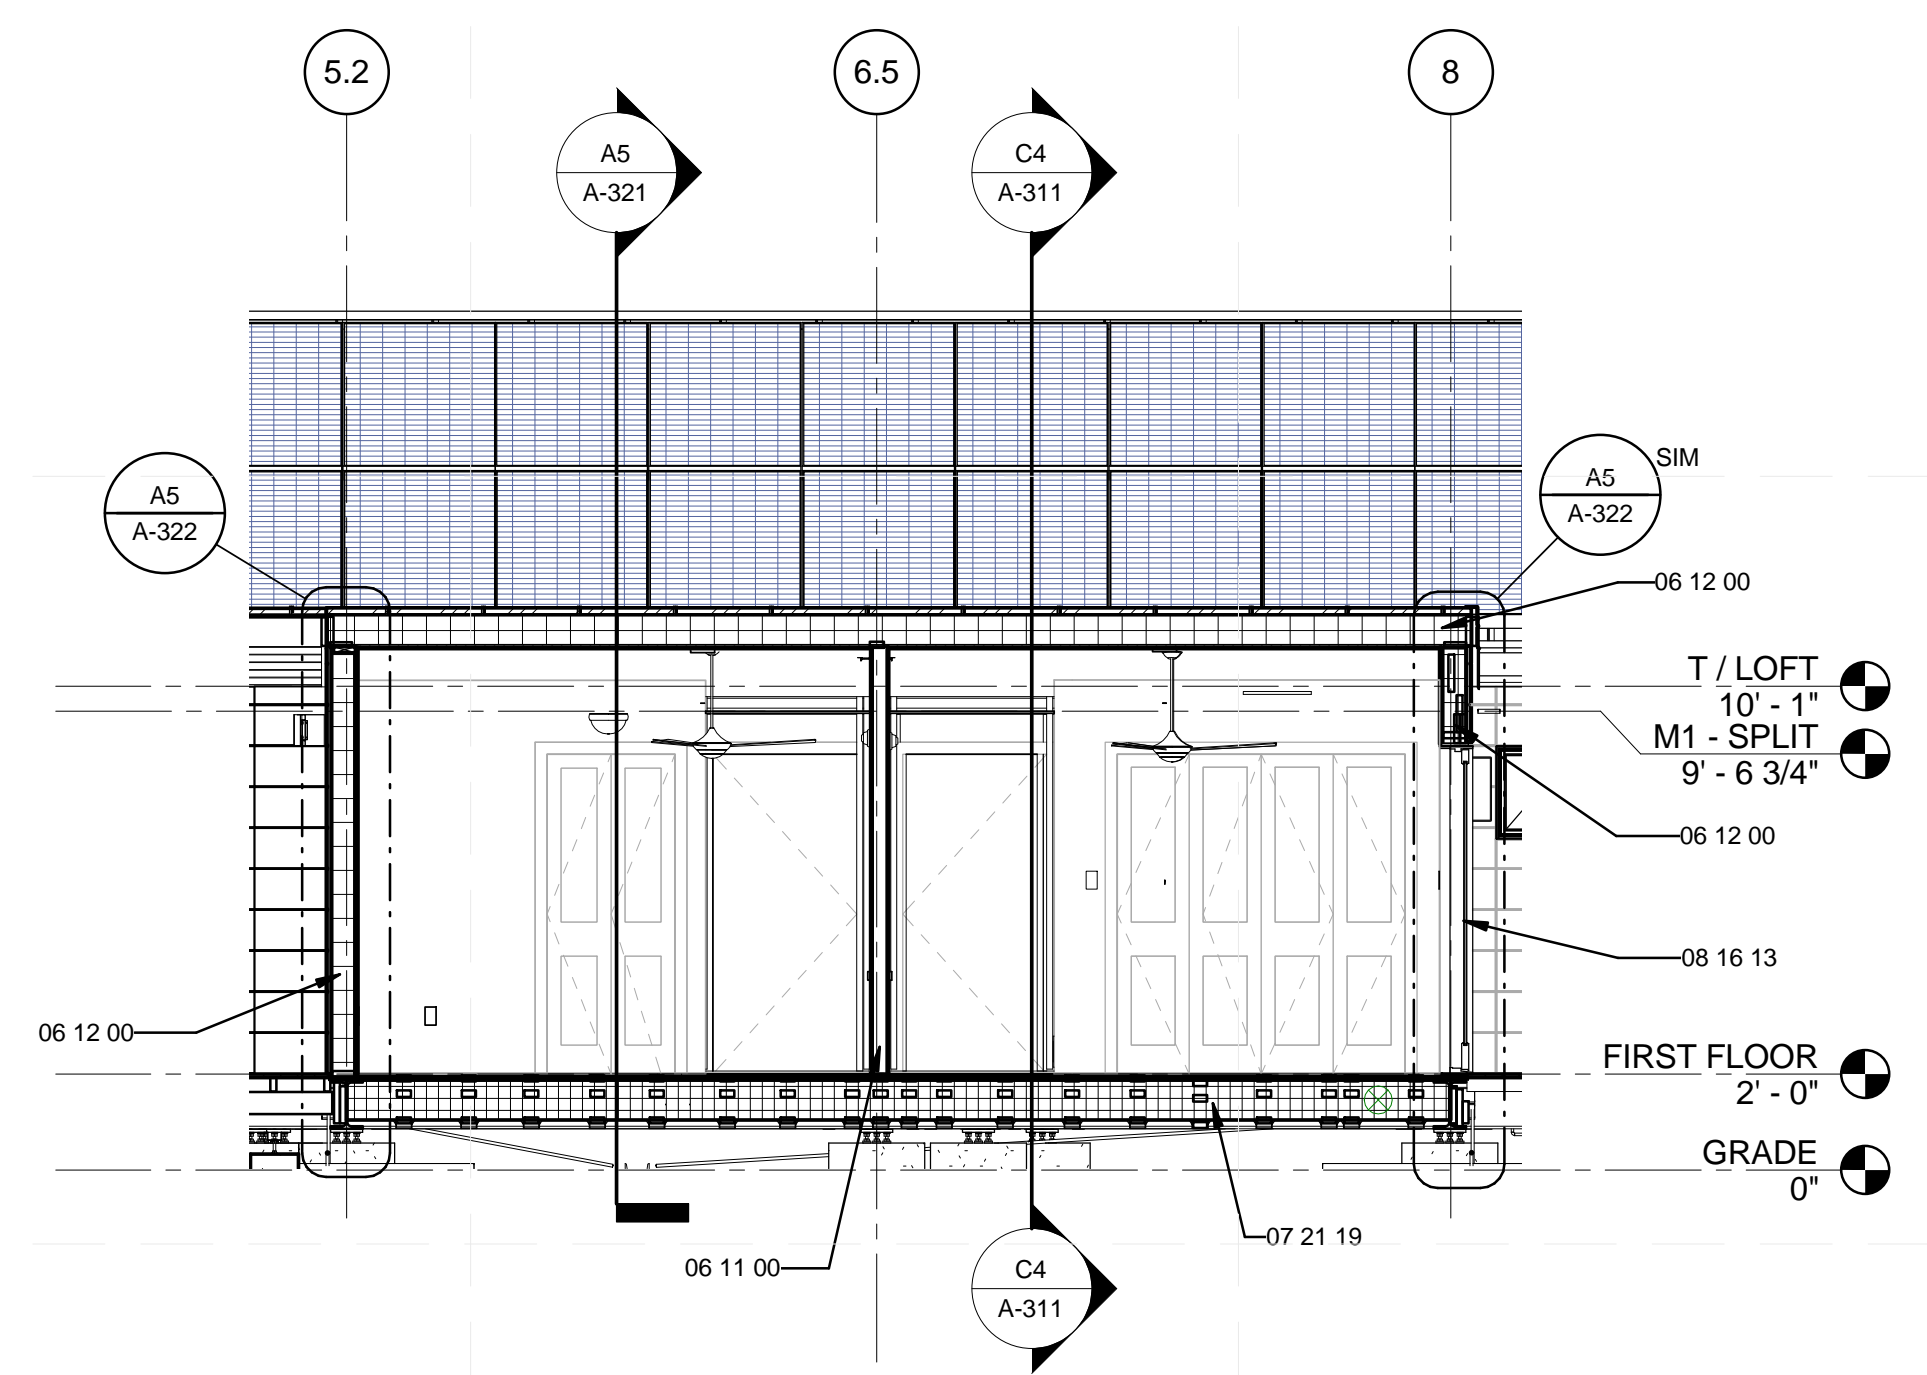 5.2
6.5
8
A5
A-321
C4
A-311
A5
A-322
A5
A-322
SIM
06 12 00
T / LOFT
10' - 1"
M1 - SPLIT
9' - 6 3/4"
06 12 00
08 16 13
06 12 00
FIRST FLOOR
2' - 0"
GRADE
0"
07 21 19
06 11 00
C4
A-311